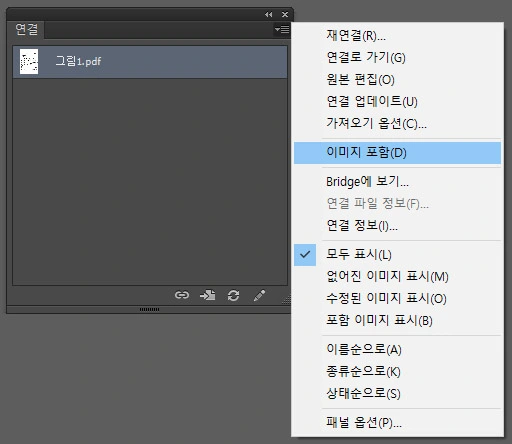 연결
그림1.pdf
재연결(R)...
연결로 가기(G)
원본 편집(O)
연결 업데이트(U)
가져오기 옵션(C)...
이미지 포함(D)
Bridge에 보기...
연결 파일 정보(F)...
연결 정보(I)...
모두 표시(L)
없어진 이미지 표시(M)
수정된 이미지 표시(O)
포함 이미지 표시(B)
이름순으로(A)
종류순으로(K)
상태순으로(S)
패널 옵션(P)...